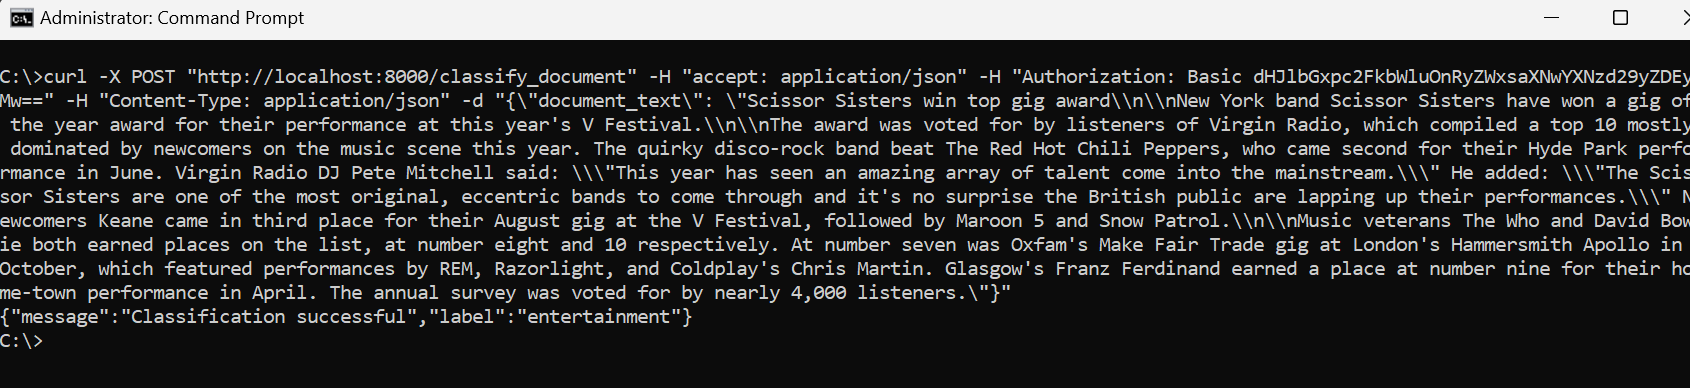 Administrator: Command Prompt
C:\>curl -X POST "http://localhost:8000/classify_document" -H "accept: application/json" -H "Authorization: Basic dHJlbGxpc2FkbWluOnRyZWxsaXNwYXNzd29yZDEy
Mw==" -H "Content-Type: application/json" -d "{\"document_text\": \"Scissor Sisters win top gig award\\n\\nNew York band Scissor Sisters have won a gig of
the year award for their performance at this year's V Festival.\\n\\nThe award was voted for by listeners of Virgin Radio, which compiled a top 10 mostly
dominated by newcomers on the music scene this year. The quirky disco-rock band beat The Red Hot Chili Peppers, who came second for their Hyde Park perfo
rmance in June. Virgin Radio DJ Pete Mitchell said: \\\"This year has seen an amazing array of talent come into the mainstream.\\\" He added: \\\"The Scis
sor Sisters are one of the most original, eccentric bands to come through and it's no surprise the British public are lapping up their performances.\\\" N
ewcomers Keane came in third place for their August gig at the V Festival, followed by Maroon 5 and Snow Patrol.\\n\\nMusic veterans The Who and David Bow
ie both earned places on the list, at number eight and 10 respectively. At number seven was Oxfam's Make Fair Trade gig at London's Hammersmith Apollo in
October, which featured performances by REM, Razorlight, and Coldplay's Chris Martin. Glasgow's Franz Ferdinand earned a place at number nine for their ho
me-town performance in April. The annual survey was voted for by nearly 4,000 listeners.\"}"
{"message":"Classification successful","label":"entertainment"}
C:\>